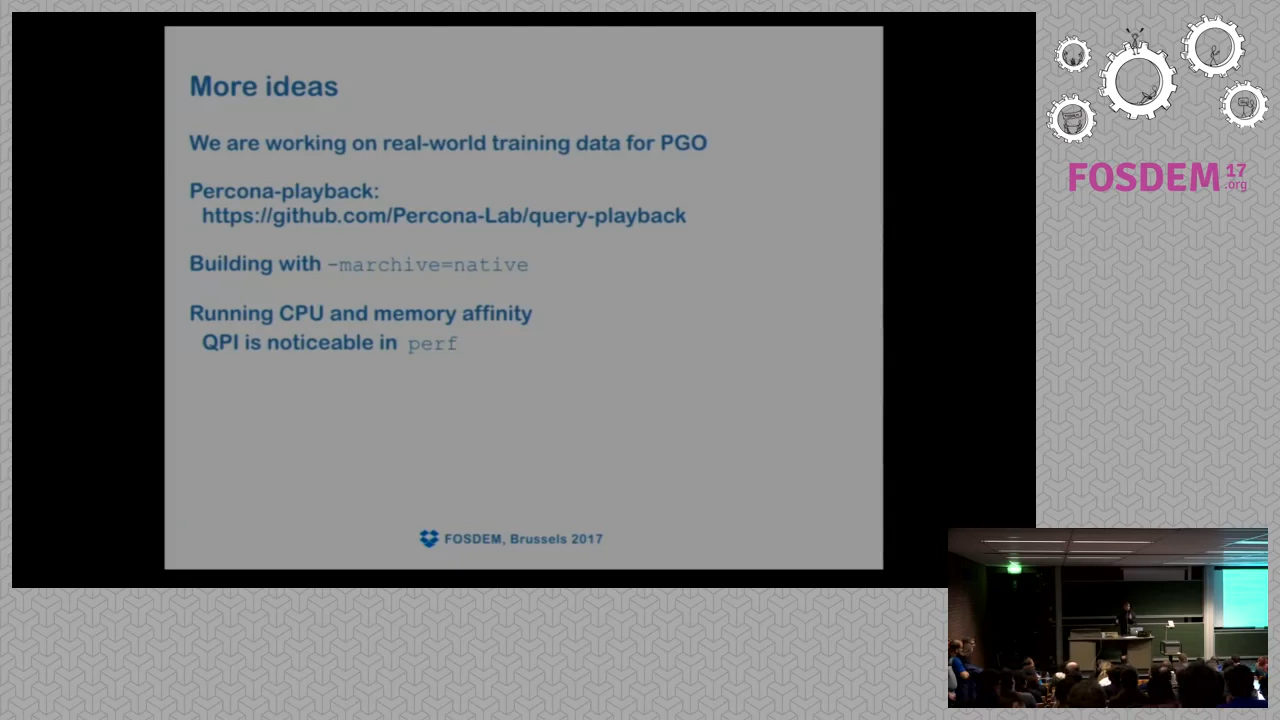 More ideas
We are working on real-world training data for PGO
Percona-playback:
https://github.com/Percona-Lab/query-playback
Building with -marchive=native
Running CPU and memory affinity
QPI is noticeable in perf
FOSDEM, Brussels 2017
FOSDEM 17
.org